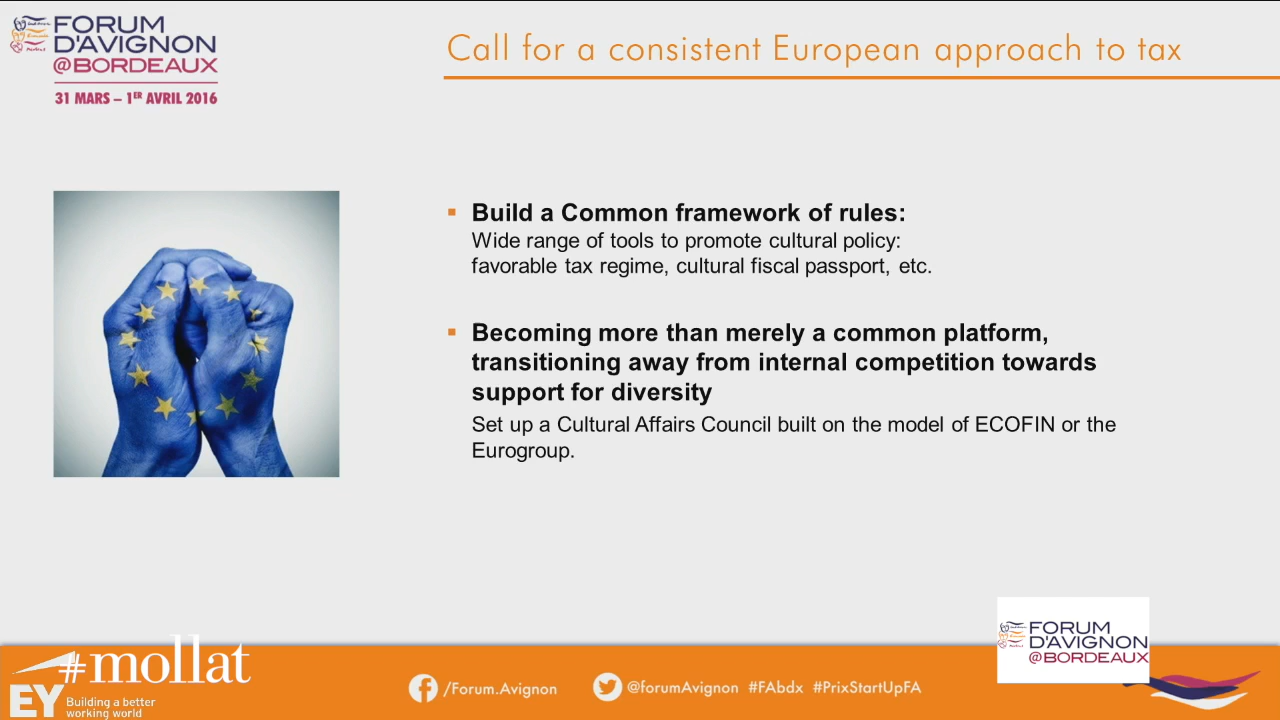 FORUM
D'AVIGNON
@BORDEAUX
31 MARS – 1ER AVRIL 2016
Call for a consistent European approach to tax
Build a Common framework of rules:
Wide range of tools to promote cultural policy:
favorable tax regime, cultural fiscal passport, etc.
Becoming more than merely a common platform,
transitioning away from internal competition towards
support for diversity
Set up a Cultural Affairs Council built on the model of ECOFIN or the
Eurogroup.
FORUM
D'AVIGNON
@BORDEAUX
#mollat
EY
Building a better
working world
/Forum.Avignon
@forumAvignon #FAbdx #PrixStartUpFA